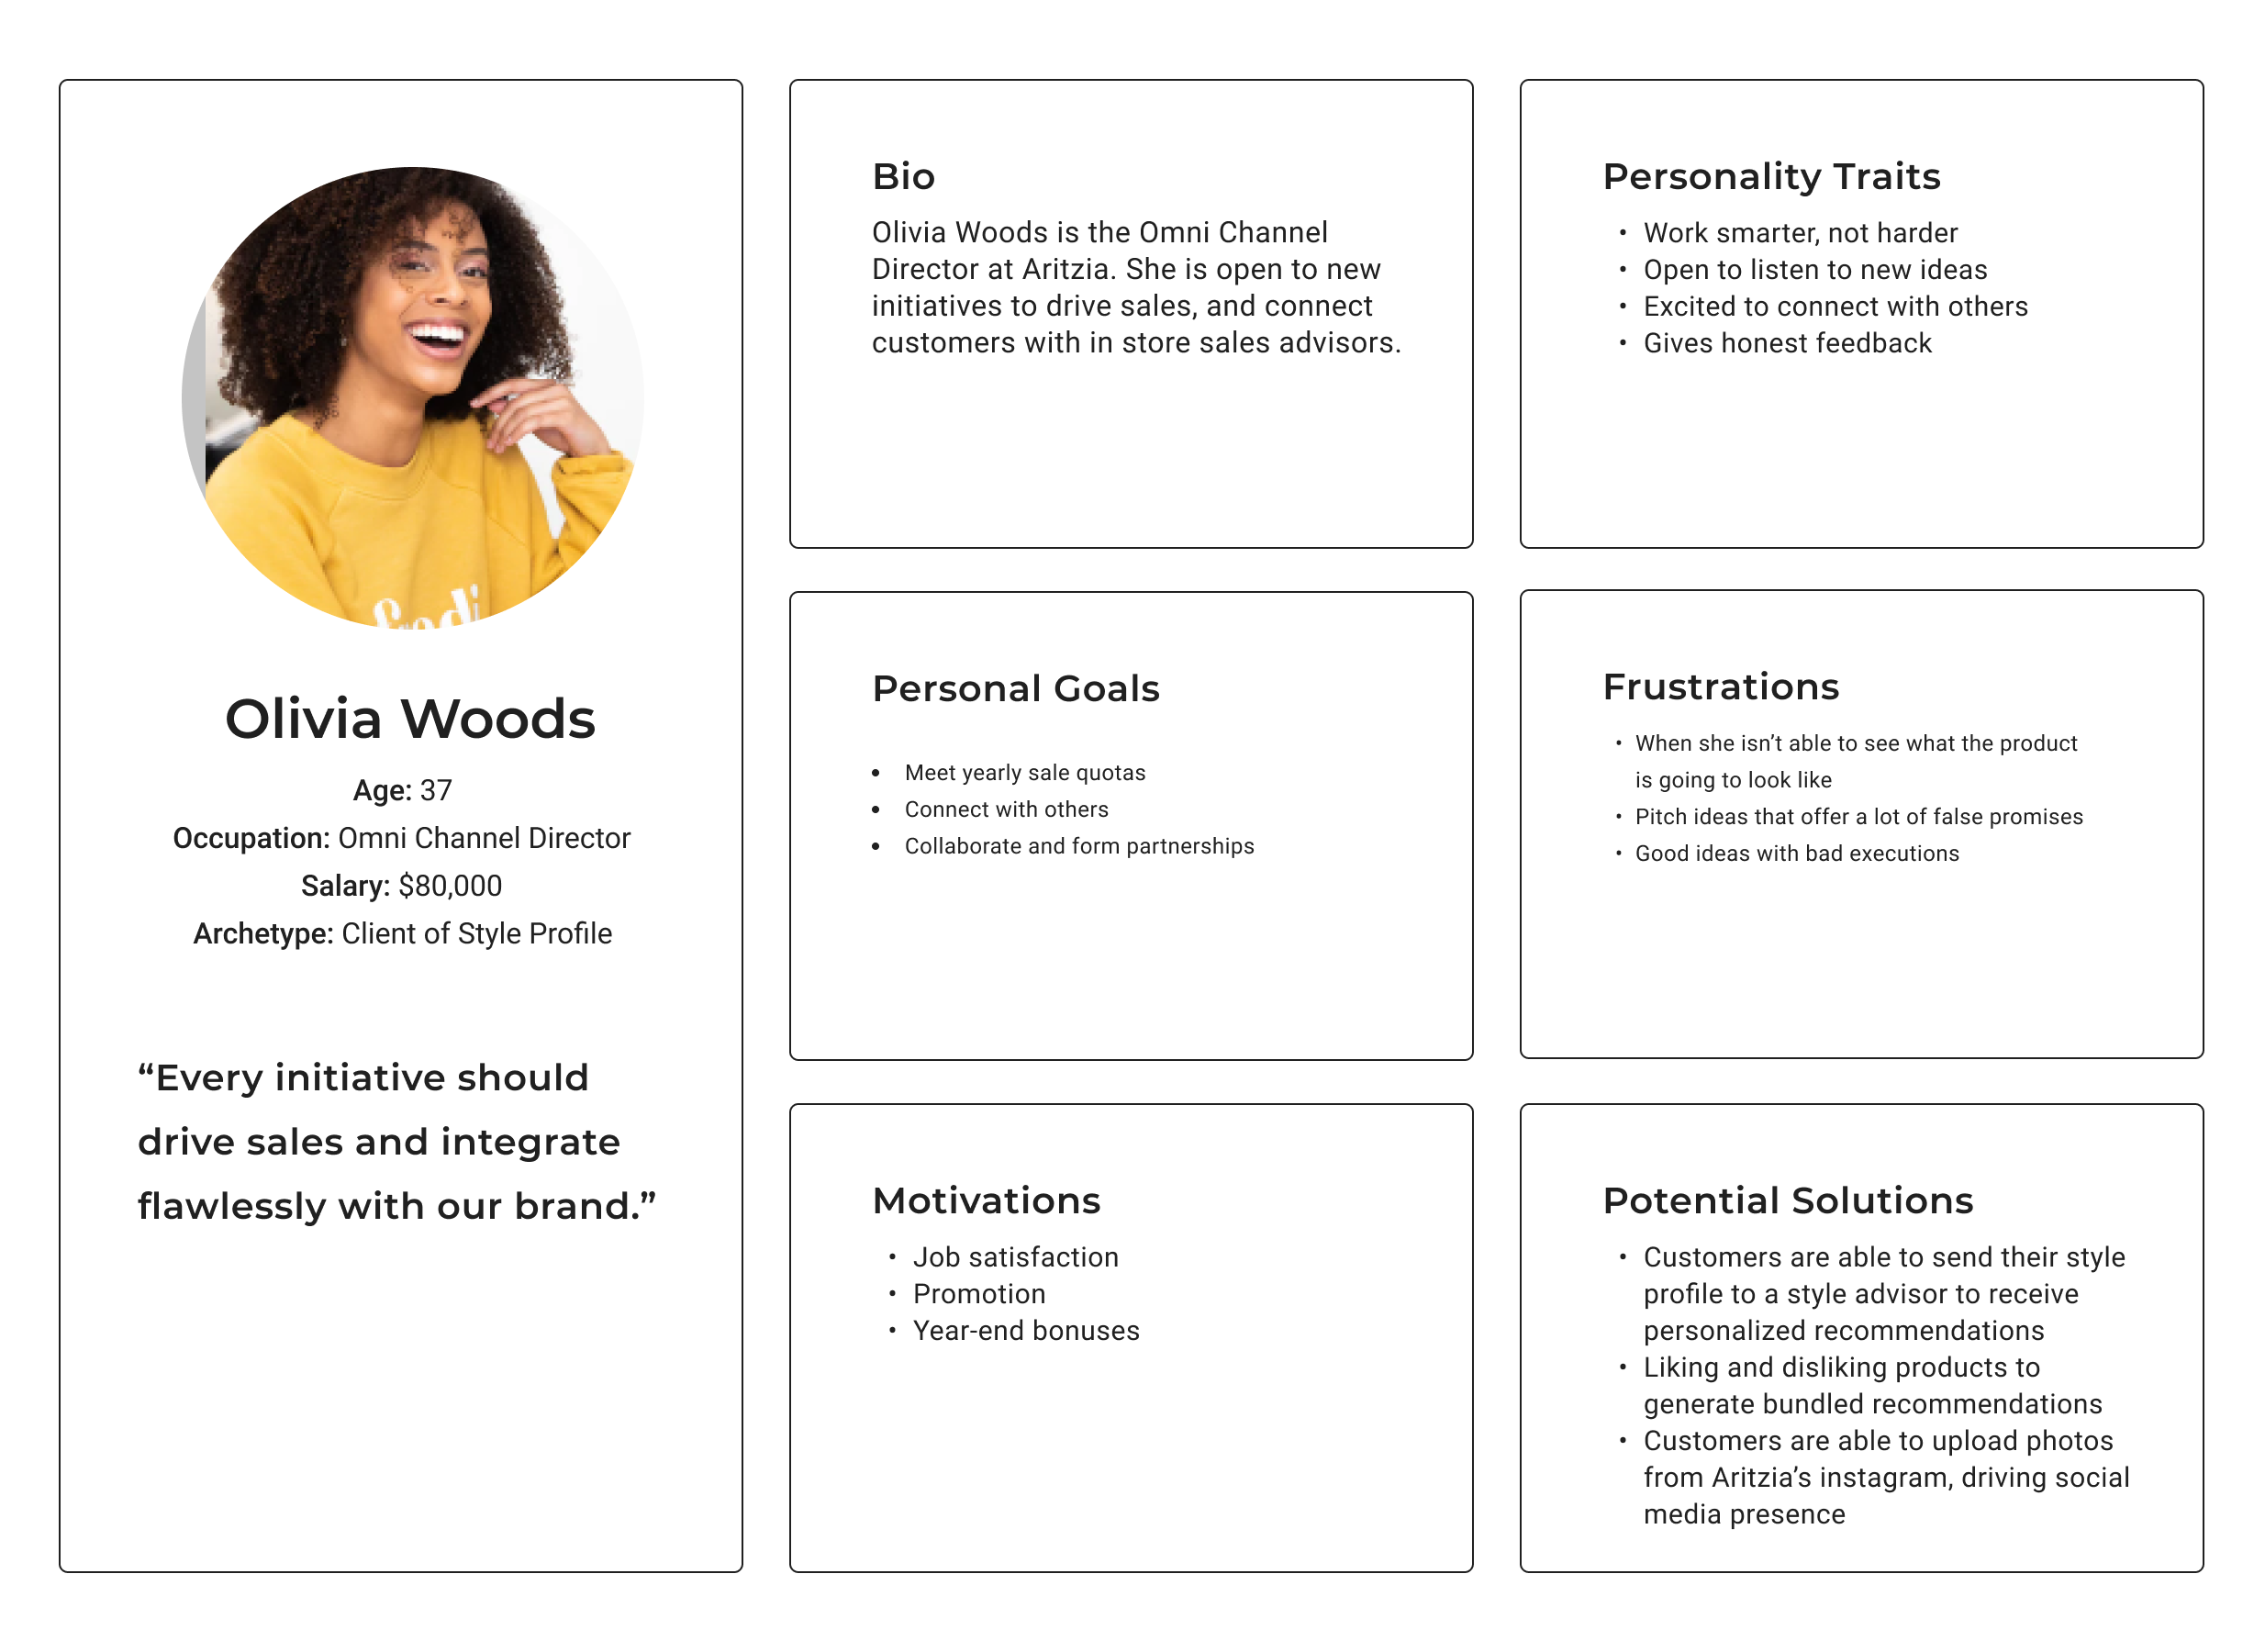 Olivia Woods
Age: 37
Occupation: Omni Channel Director
Salary: $80,000
Archetype: Client of Style Profile
“Every initiative should
drive sales and integrate
flawlessly with our brand.”
Bio
Olivia Woods is the Omni Channel
Director at Aritzia. She is open to new
initiatives to drive sales, and connect
customers with in store sales advisors.
Personality Traits
• Work smarter, not harder
• Open to listen to new ideas
• Excited to connect with others
• Gives honest feedback
Personal Goals
• Meet yearly sale quotas
• Connect with others
• Collaborate and form partnerships
Frustrations
• When she isn’t able to see what the product
is going to look like
• Pitch ideas that offer a lot of false promises
• Good ideas with bad executions
Motivations
• Job satisfaction
• Promotion
• Year-end bonuses
Potential Solutions
• Customers are able to send their style
profile to a style advisor to receive
personalized recommendations
• Liking and disliking products to
generate bundled recommendations
• Customers are able to upload photos
from Aritzia’s instagram, driving social
media presence